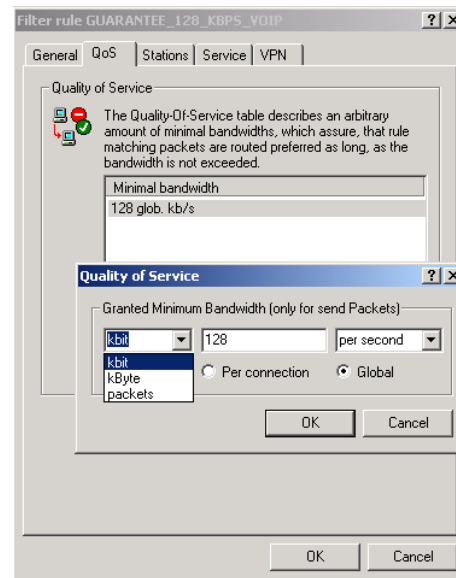 Filter rule GUARANTEE_128_KBPS_VOIP
General QoS Stations Service VPN
Quality of Service
The Quality-Of-Service table describes an arbitrary
amount of minimal bandwidths, which assure, that rule
matching packets are routed preferred as long, as the
bandwidth is not exceeded.
Minimal bandwidth
128 glob. kb/s
Quality of Service
Granted Minimum Bandwidth (only for send Packets)
kbit 128 per second
kbit
kByte
packets
Per connection Global
OK Cancel
OK Cancel